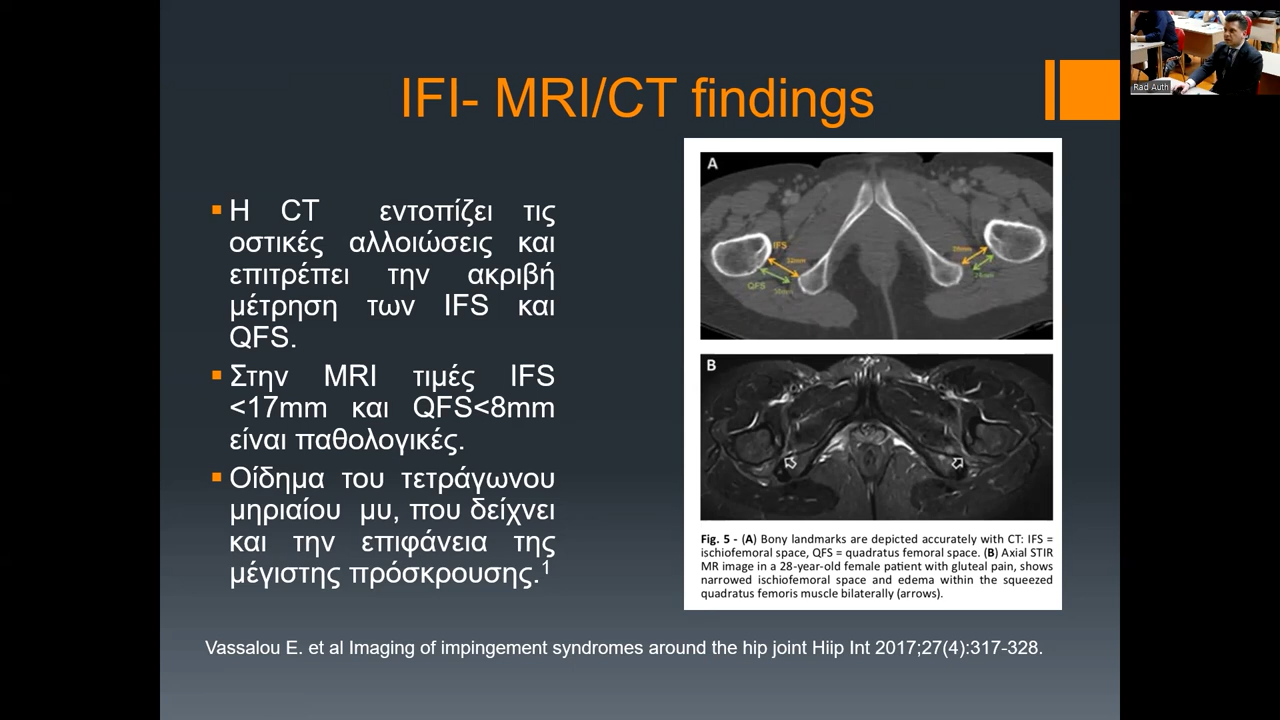 IFI- MRI/CT findings
Η CT εντοπίζει τις
οστικές αλλοιώσεις και
επιτρέπει την ακριβή
μέτρηση των IFS και
QFS.
Στην MRI τιμές IFS
<17mm και QFS<8mm
είναι παθολογικές.
Οίδημα του τετράγωνου
μηριαίου μυ, που δείχνει
και την επιφάνεια της
μέγιστης πρόσκρουσης.1
A
IFS
QFS
B
Fig. 5 - (A) Bony landmarks are depicted accurately with CT: IFS =
ischiofemoral space, QFS = quadratus femoral space. (B) Axial STIR
MR image in a 28-year-old female patient with gluteal pain, shows
narrowed ischiofemoral space and edema within the squeezed
quadratus femoris muscle bilaterally (arrows).
Vassalou E. et al Imaging of impingement syndromes around the hip joint Hiip Int 2017;27(4):317-328.
Rad Auth